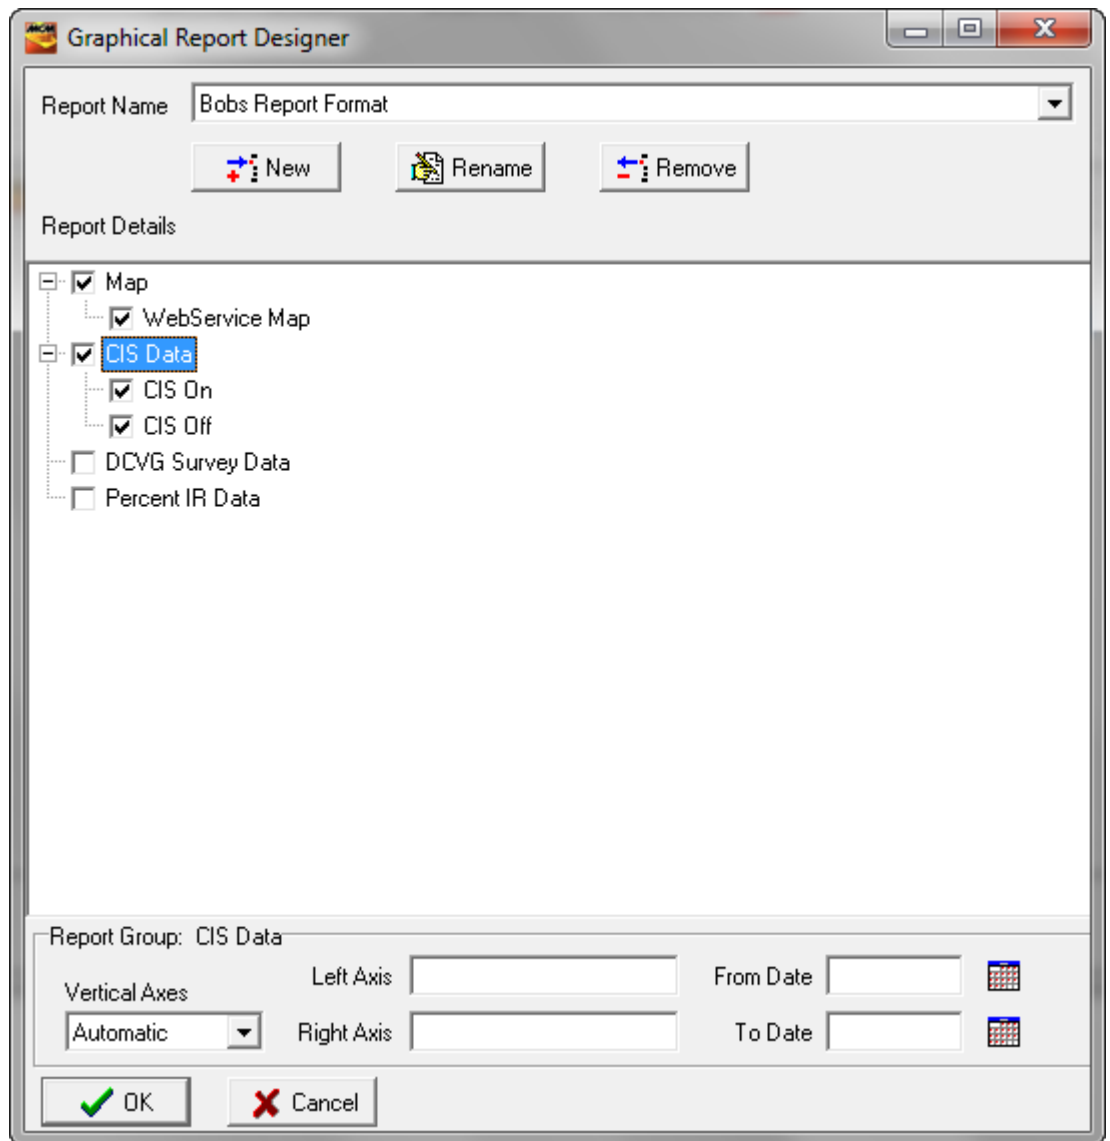 MCM
Graphical Report Designer
Report Name Bobs Report Format
New Rename Remove
Report Details
Map
WebService Map
CIS Data
CIS On
CIS Off
DCVG Survey Data
Percent IR Data
Report Group: CIS Data
Left Axis From Date
Vertical Axes
Automatic Right Axis To Date
OK Cancel